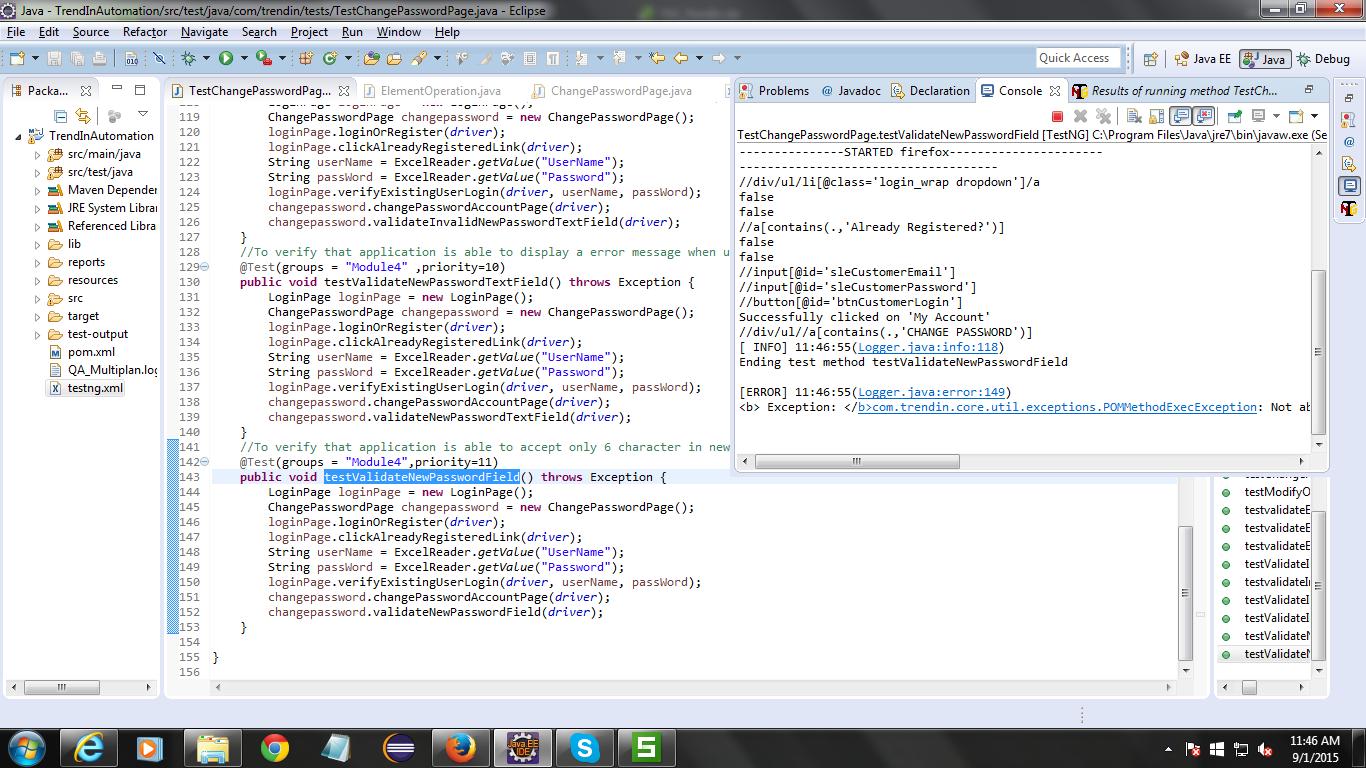 Java - TrendInAutomation/src/test/java/com/trendin/tests/TestChangePasswordPage.java - Eclipse
File Edit Source Refactor Navigate Search Project Run Window Help
Quick Access
Java EE
Java
Debug
Packa...
TrendInAutomation
src/main/java
src/test/java
Maven Depender
JRE System Libra
Referenced Libra
lib
reports
resources
src
target
test-output
pom.xml
QA_Multiplan.log
testng.xml
TestChangePasswordPag...
ElementOperation.java
ChangePasswordPage.java
119 ChangePasswordPage changepassword = new ChangePasswordPage();
120 loginPage.loginOrRegister(driver);
121 loginPage.clickAlreadyRegisteredLink(driver);
122 String userName = ExcelReader.getValue("UserName");
123 String passWord = ExcelReader.getValue("Password");
124 loginPage.verifyExistingUserLogin(driver, userName, passWord);
125 changepassword.changePasswordAccountPage(driver);
126 changepassword.validateInvalidNewPasswordTextField(driver);
127 }
128 //To verify that application is able to display a error message when u
129 @Test(groups = "Module4" ,priority=10)
130 public void testValidateNewPasswordTextField() throws Exception {
131 LoginPage loginPage = new LoginPage();
132 ChangePasswordPage changepassword = new ChangePasswordPage();
133 loginPage.loginOrRegister(driver);
134 loginPage.clickAlreadyRegisteredLink(driver);
135 String userName = ExcelReader.getValue("UserName");
136 String passWord = ExcelReader.getValue("Password");
137 loginPage.verifyExistingUserLogin(driver, userName, passWord);
138 changepassword.changePasswordAccountPage(driver);
139 changepassword.validateNewPasswordTextField(driver);
140 }
141 //To verify that application is able to accept only 6 character in new
142 @Test(groups = "Module4",priority=11)
143 public void testValidateNewPasswordField() throws Exception {
144 LoginPage loginPage = new LoginPage();
145 ChangePasswordPage changepassword = new ChangePasswordPage();
146 loginPage.loginOrRegister(driver);
147 loginPage.clickAlreadyRegisteredLink(driver);
148 String userName = ExcelReader.getValue("UserName");
149 String passWord = ExcelReader.getValue("Password");
150 loginPage.verifyExistingUserLogin(driver, userName, passWord);
151 changepassword.changePasswordAccountPage(driver);
152 changepassword.validateNewPasswordField(driver);
153 }
154
155 }
156
Problems @ Javadoc Declaration Console Results of running method TestCh...
TestChangePasswordPage.testValidateNewPasswordField [TestNG] C:\Program Files\Java\jre7\bin\javaw.exe (Se
---------------STARTED firefox----------------------
-------------------------------------
//div/ul/li[@class='login_wrap dropdown']/a
false
false
//a[contains(.,'Already Registered?')]
false
false
//input[@id='sleCustomerEmail']
//input[@id='sleCustomerPassword']
//button[@id='btnCustomerLogin']
Successfully clicked on 'My Account'
//div/ul//a[contains(.,'CHANGE PASSWORD')]
[ INFO] 11:46:55(Logger.java:info:118)
Ending test method testValidateNewPasswordField
[ERROR] 11:46:55(Logger.java:error:149)
<b> Exception: </b>com.trendin.core.util.exceptions.POMMethodExecException: Not ab
testModifyO
testvalidateE
testvalidateE
testvalidateE
testValidateI
testvalidateI
testValidateI
testValidateI
testValidateN
testValidateN
Java EE IDE
11:46 AM
9/1/2015